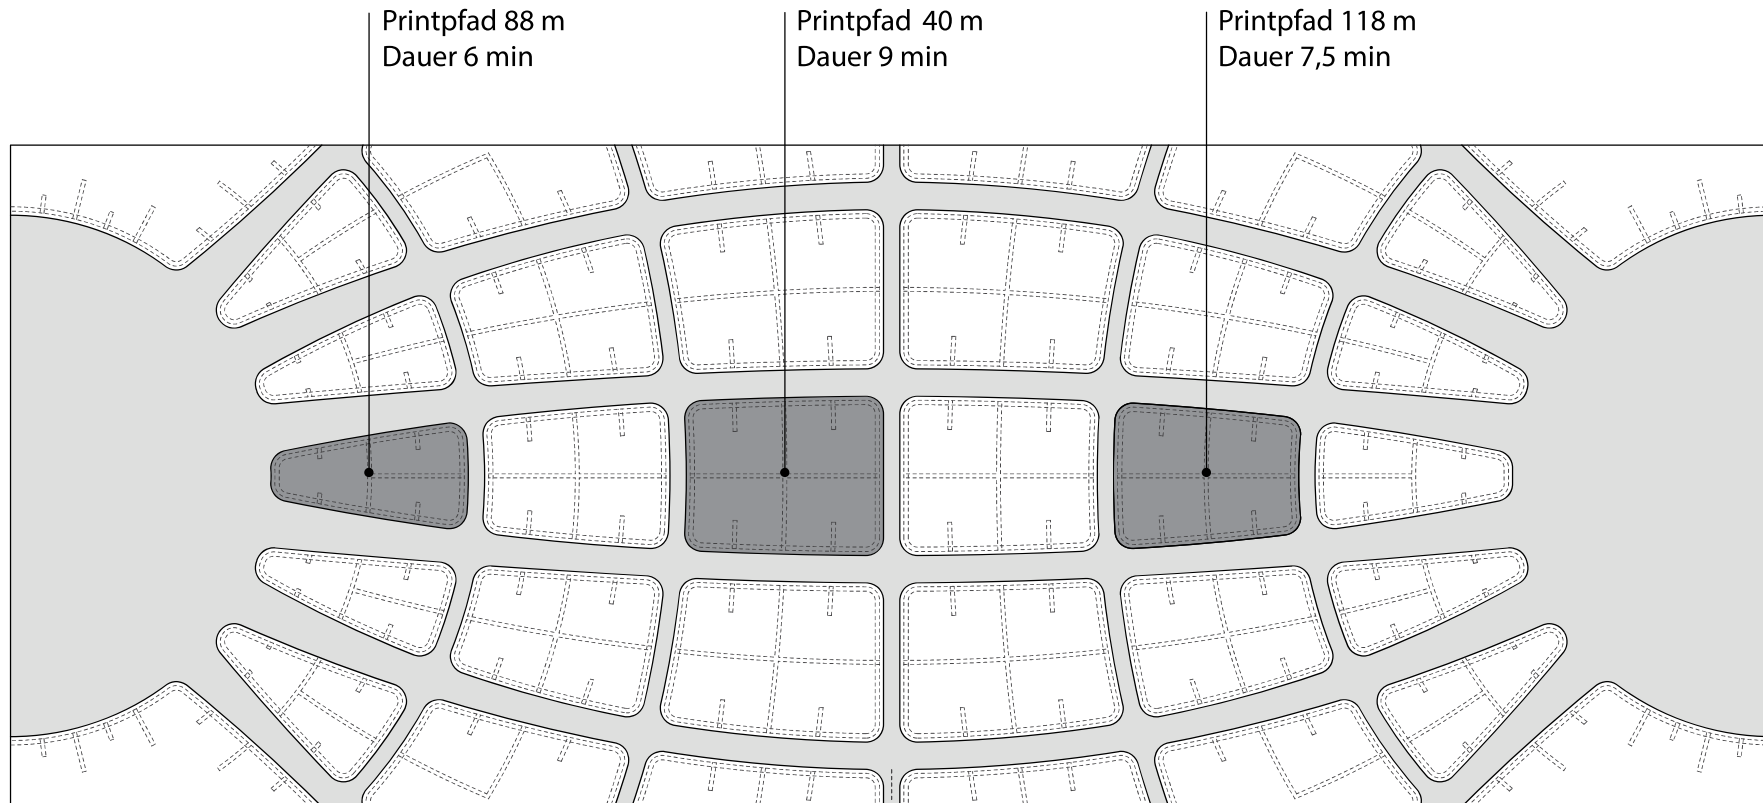 Printpfad 88 m
Dauer 6 min
Printpfad 40 m
Dauer 9 min
Printpfad 118 m
Dauer 7,5 min